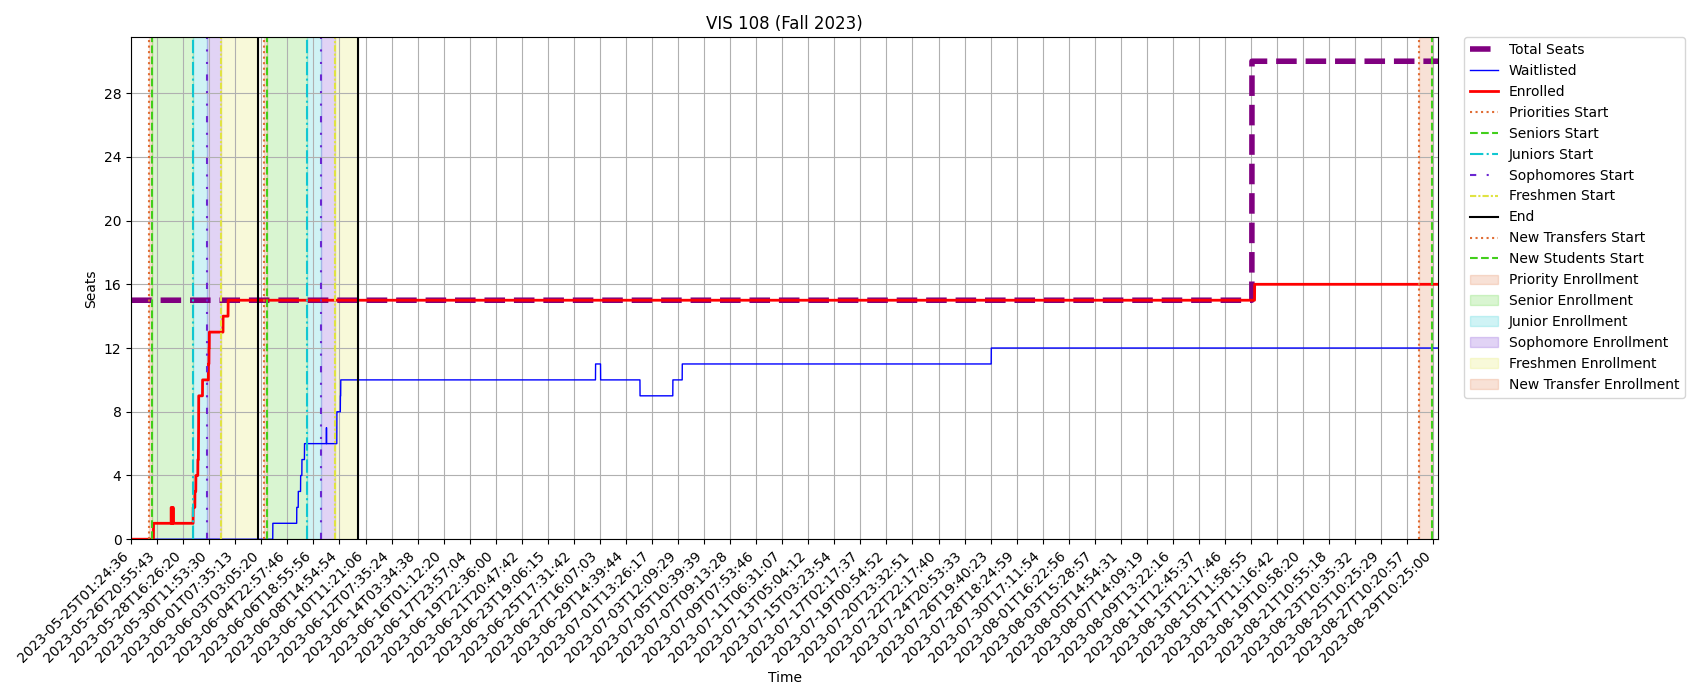 VIS 108 (Fall 2023)
Seats
28
24
20
16
12
8
4
0
2023-05-25T01:24:36
2023-05-26T20:55:43
2023-05-28T16:26:20
2023-05-30T11:53:30
2023-06-01T07:35:13
2023-06-03T03:05:20
2023-06-04T22:57:46
2023-06-06T18:55:56
2023-06-08T14:54:54
2023-06-10T11:21:06
2023-06-12T07:35:24
2023-06-14T03:34:38
2023-06-16T01:12:20
2023-06-17T23:57:04
2023-06-19T22:36:00
2023-06-21T20:47:42
2023-06-23T19:06:15
2023-06-25T17:31:42
2023-06-27T16:07:03
2023-06-29T14:39:44
2023-07-01T13:26:17
2023-07-03T12:09:29
2023-07-05T10:39:39
2023-07-07T09:13:28
2023-07-09T07:53:46
2023-07-11T06:31:07
2023-07-13T05:04:12
2023-07-15T03:23:54
2023-07-17T02:17:37
2023-07-19T00:54:52
2023-07-20T23:32:51
2023-07-22T22:17:40
2023-07-24T20:53:33
2023-07-26T19:40:23
2023-07-28T18:24:59
2023-07-30T17:11:54
2023-08-01T16:22:56
2023-08-03T15:28:57
2023-08-05T14:54:31
2023-08-07T14:09:19
2023-08-09T13:22:16
2023-08-11T12:45:37
2023-08-13T12:17:46
2023-08-15T11:58:55
2023-08-17T11:16:42
2023-08-19T10:58:20
2023-08-21T10:55:18
2023-08-23T10:35:32
2023-08-25T10:25:29
2023-08-27T10:20:57
2023-08-29T10:25:00
Time
Total Seats
Waitlisted
Enrolled
Priorities Start
Seniors Start
Juniors Start
Sophomores Start
Freshmen Start
End
New Transfers Start
New Students Start
Priority Enrollment
Senior Enrollment
Junior Enrollment
Sophomore Enrollment
Freshmen Enrollment
New Transfer Enrollment